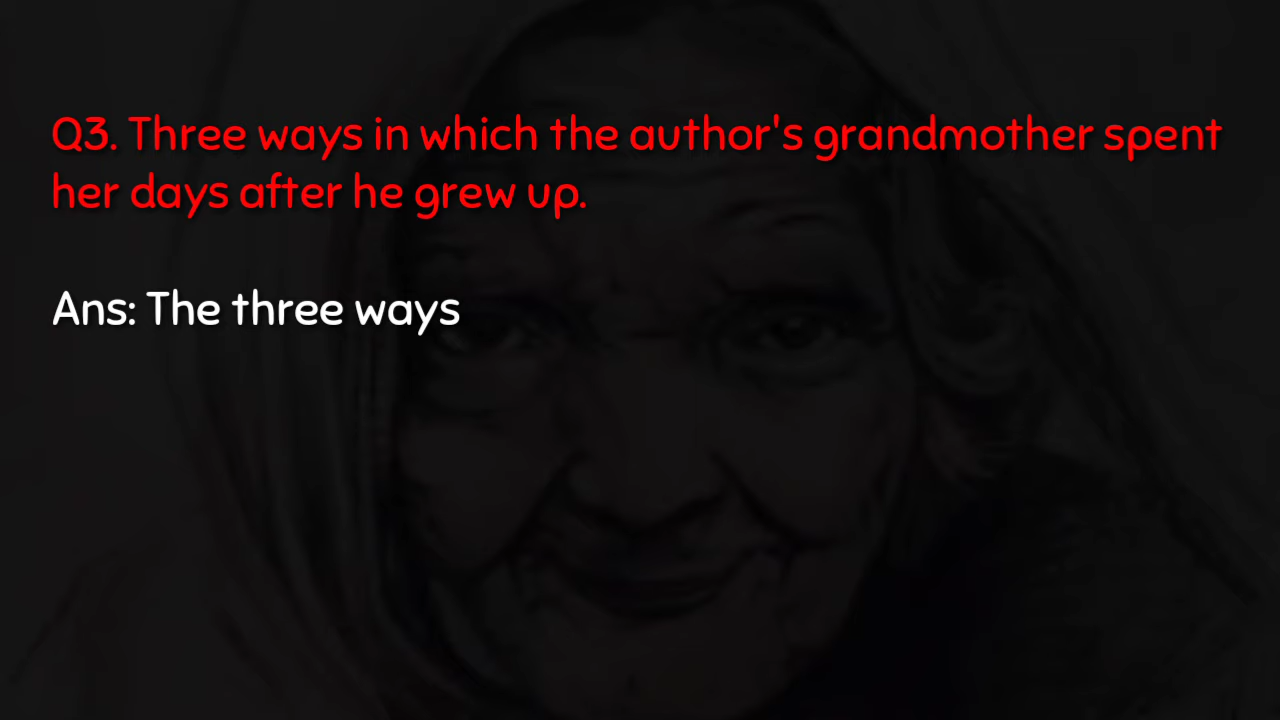 Q3. Three ways in which the author's grandmother spent
her days after he grew up.
Ans: The three ways